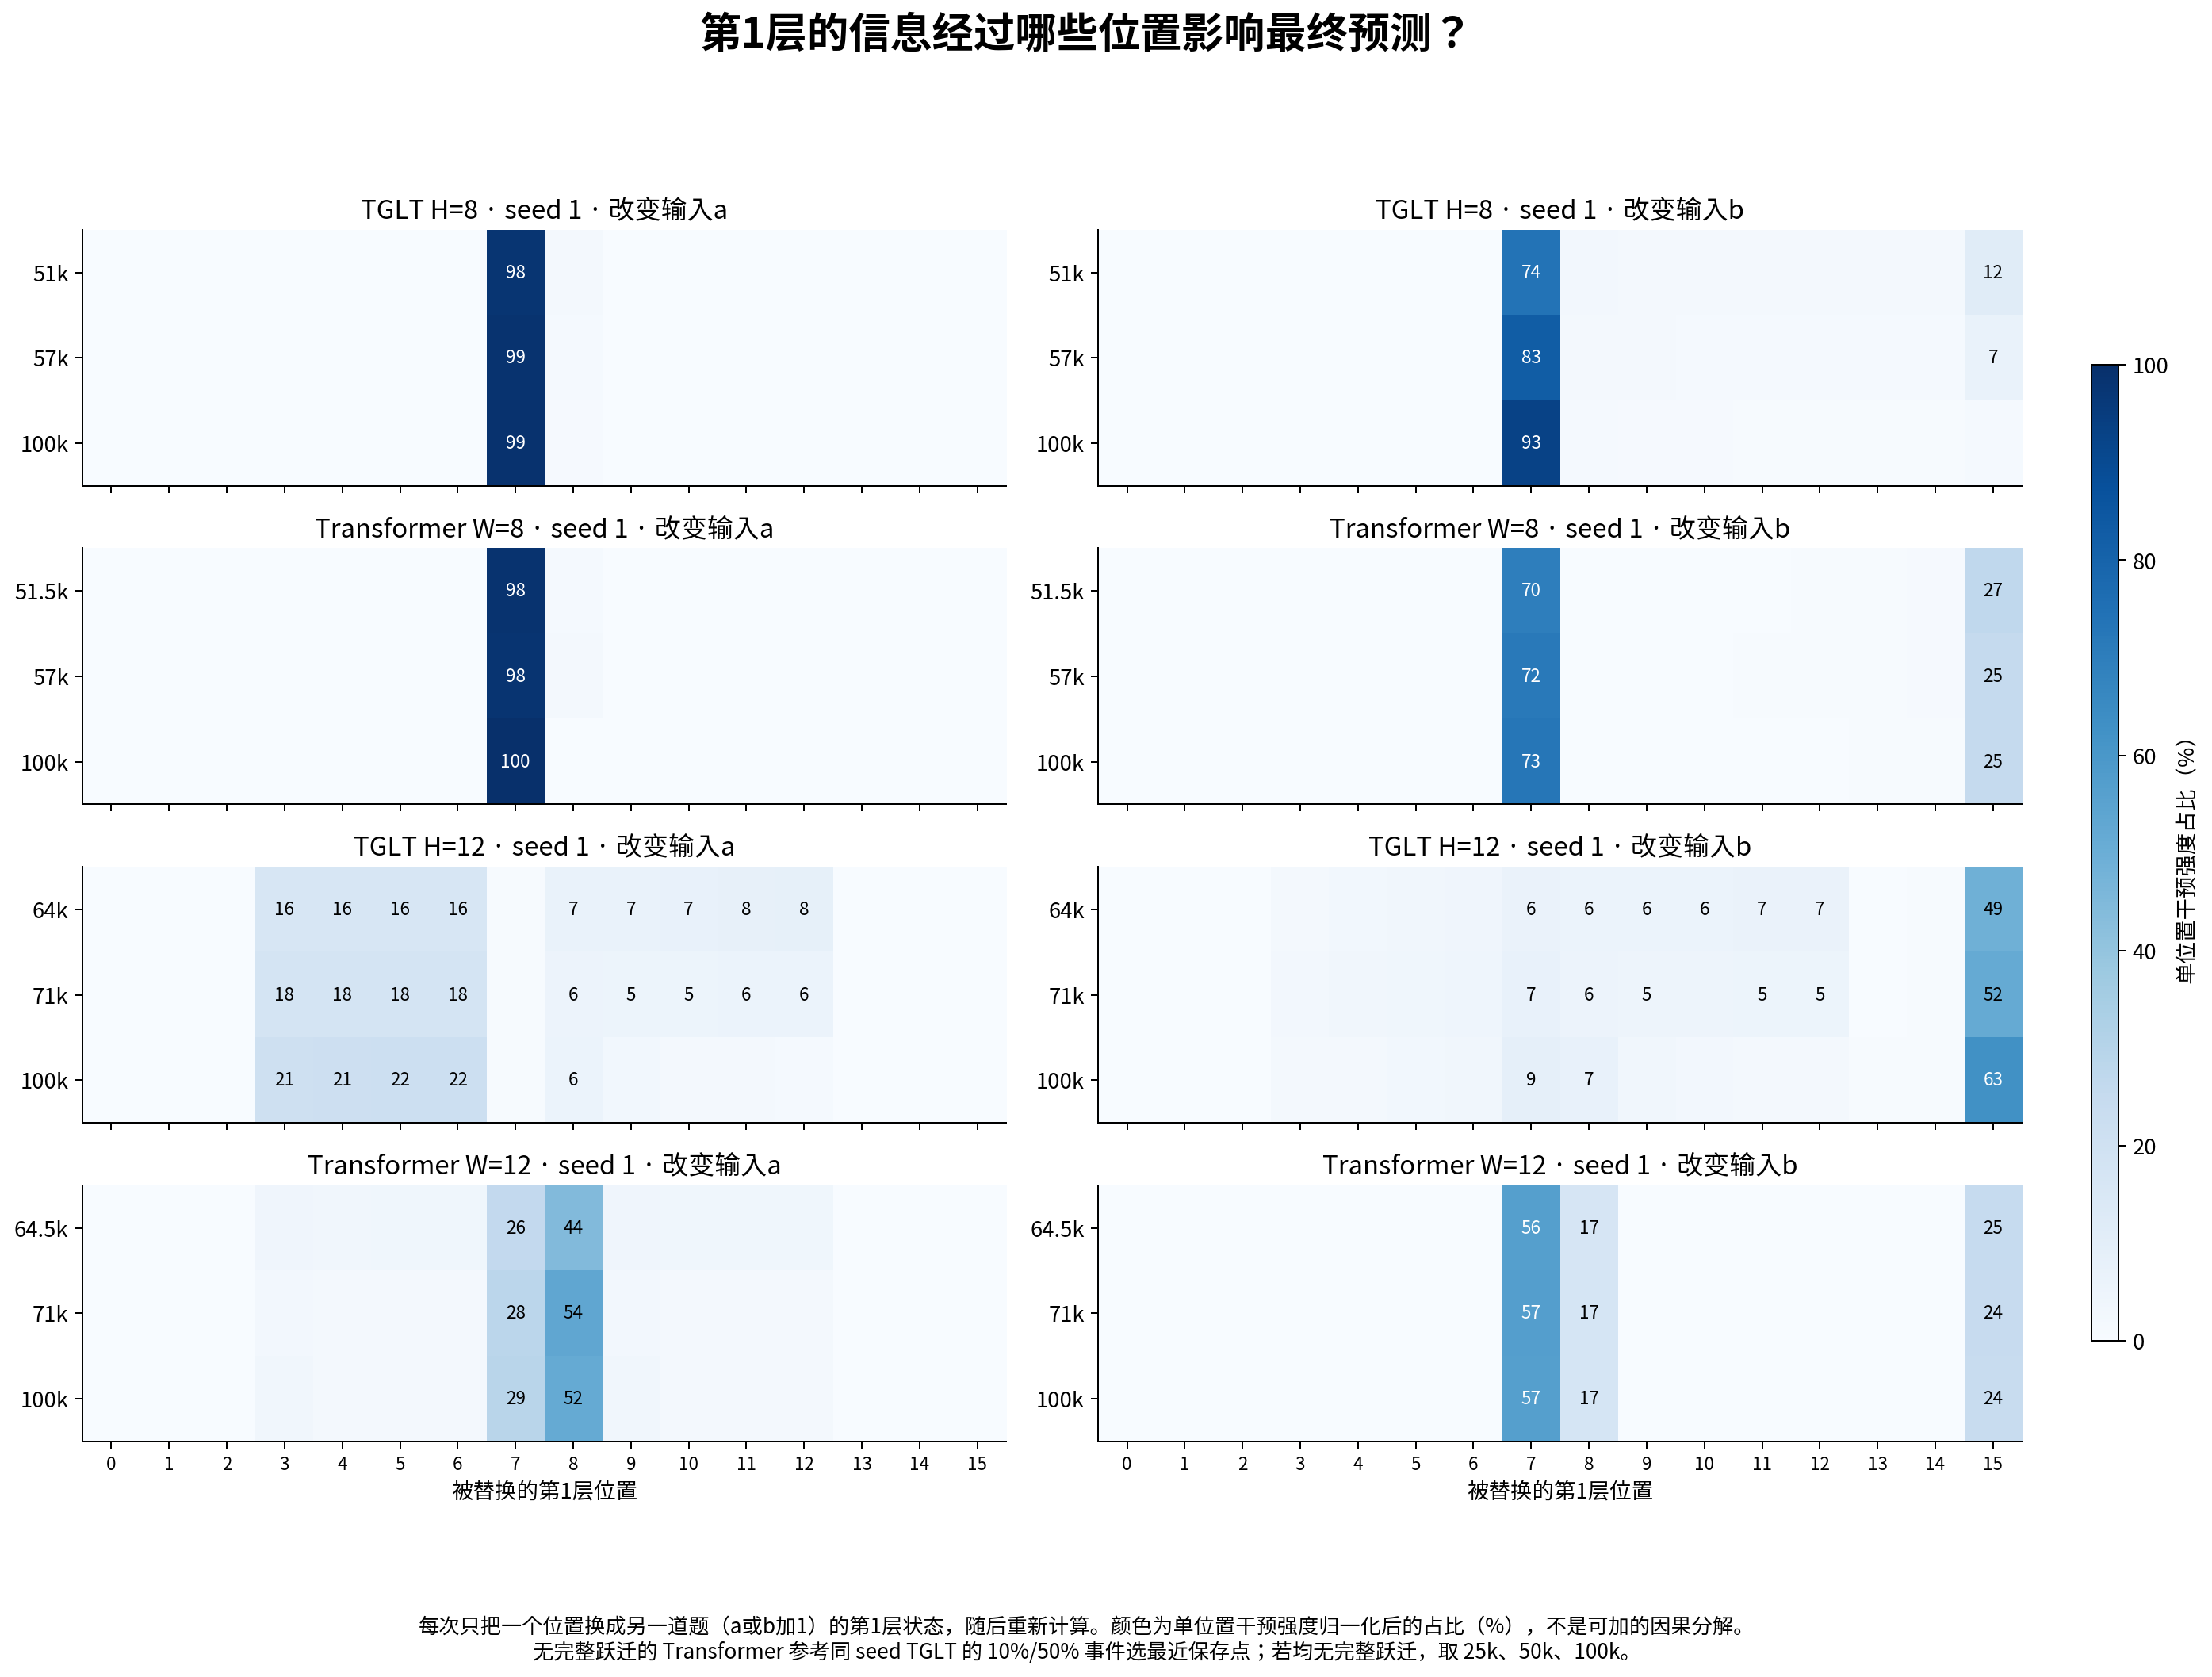 第1层的信息经过哪些位置影响最终预测？
TGLT H=8 · seed 1 · 改变输入a
51k 98
57k 99
100k 99
TGLT H=8 · seed 1 · 改变输入b
51k 74 12
57k 83 7
100k 93
Transformer W=8 · seed 1 · 改变输入a
51.5k 98
57k 98
100k 100
Transformer W=8 · seed 1 · 改变输入b
51.5k 70 27
57k 72 25
100k 73 25
TGLT H=12 · seed 1 · 改变输入a
64k 16 16 16 16 7 7 7 8 8
71k 18 18 18 18 6 5 5 6 6
100k 21 21 22 22 6
TGLT H=12 · seed 1 · 改变输入b
64k 6 6 6 6 7 7 49
71k 7 6 5 5 5 52
100k 9 7 63
Transformer W=12 · seed 1 · 改变输入a
64.5k 26 44
71k 28 54
100k 29 52
0 1 2 3 4 5 6 7 8 9 10 11 12 13 14 15
被替换的第1层位置
Transformer W=12 · seed 1 · 改变输入b
64.5k 56 17 25
71k 57 17 24
100k 57 17 24
0 1 2 3 4 5 6 7 8 9 10 11 12 13 14 15
被替换的第1层位置
100
80
60
40
20
0
单位置干预强度占比（%）
每次只把一个位置换成另一道题（a或b加1）的第1层状态，随后重新计算。颜色为单位置干预强度归一化后的占比（%），不是可加的因果分解。
无完整跃迁的 Transformer 参考同 seed TGLT 的 10%/50% 事件选最近保存点；若均无完整跃迁，取 25k、50k、100k。